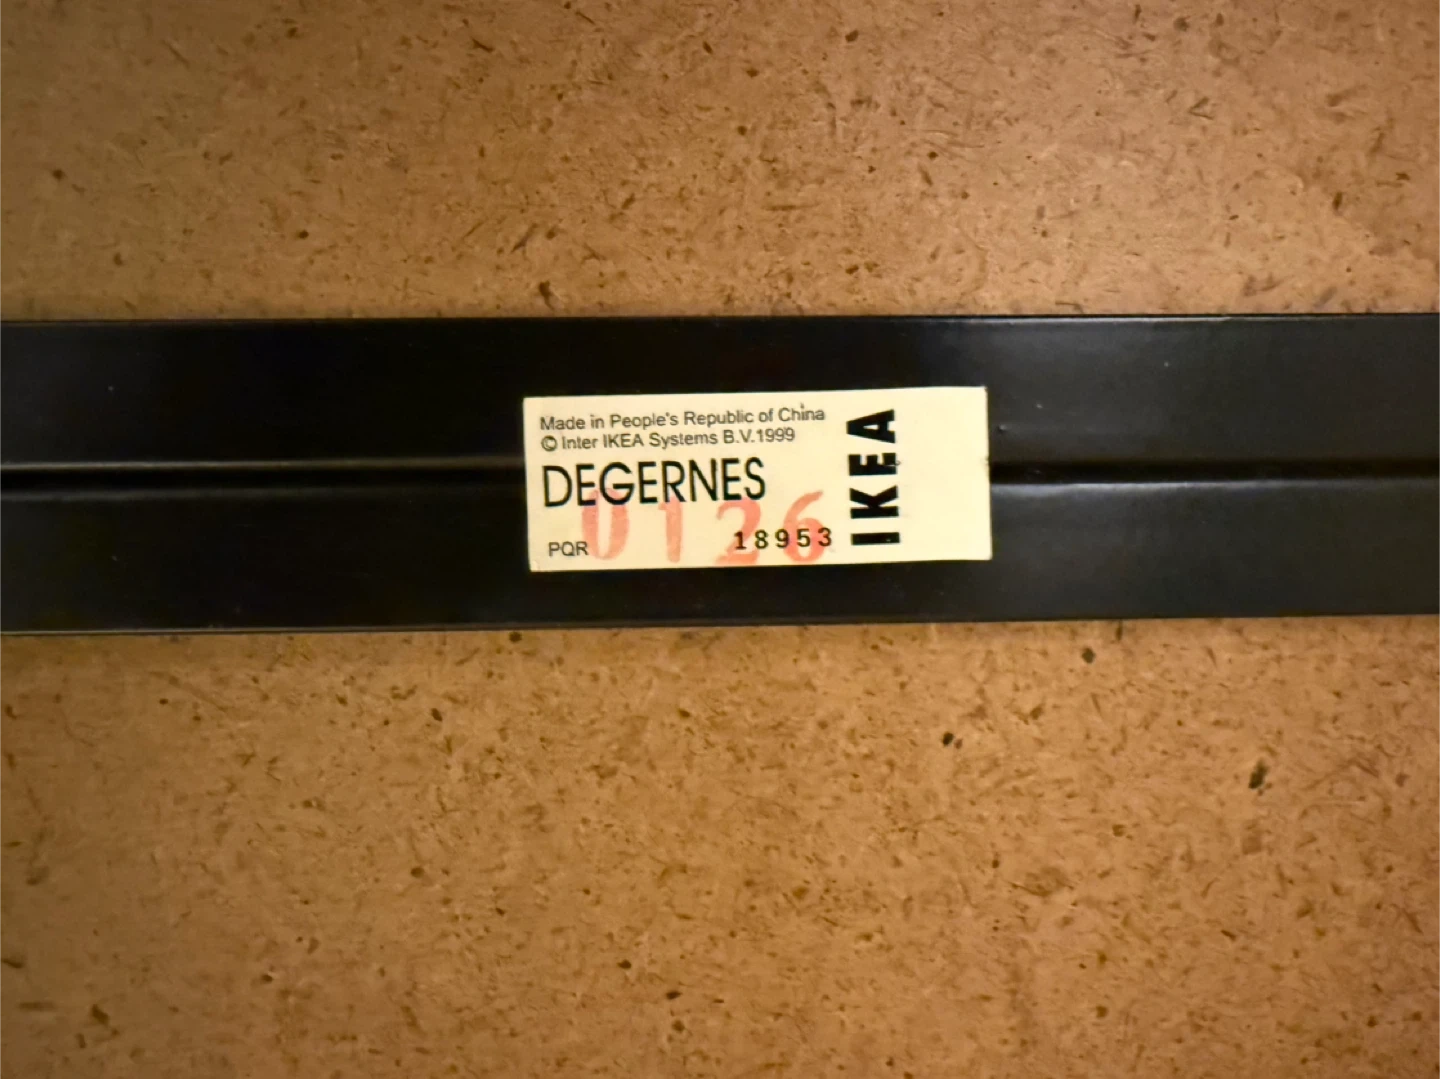 Made in People's Republic of China
© Inter IKEA Systems B.V.1999
DEGERNES
0126
PQR 18953
IKEA